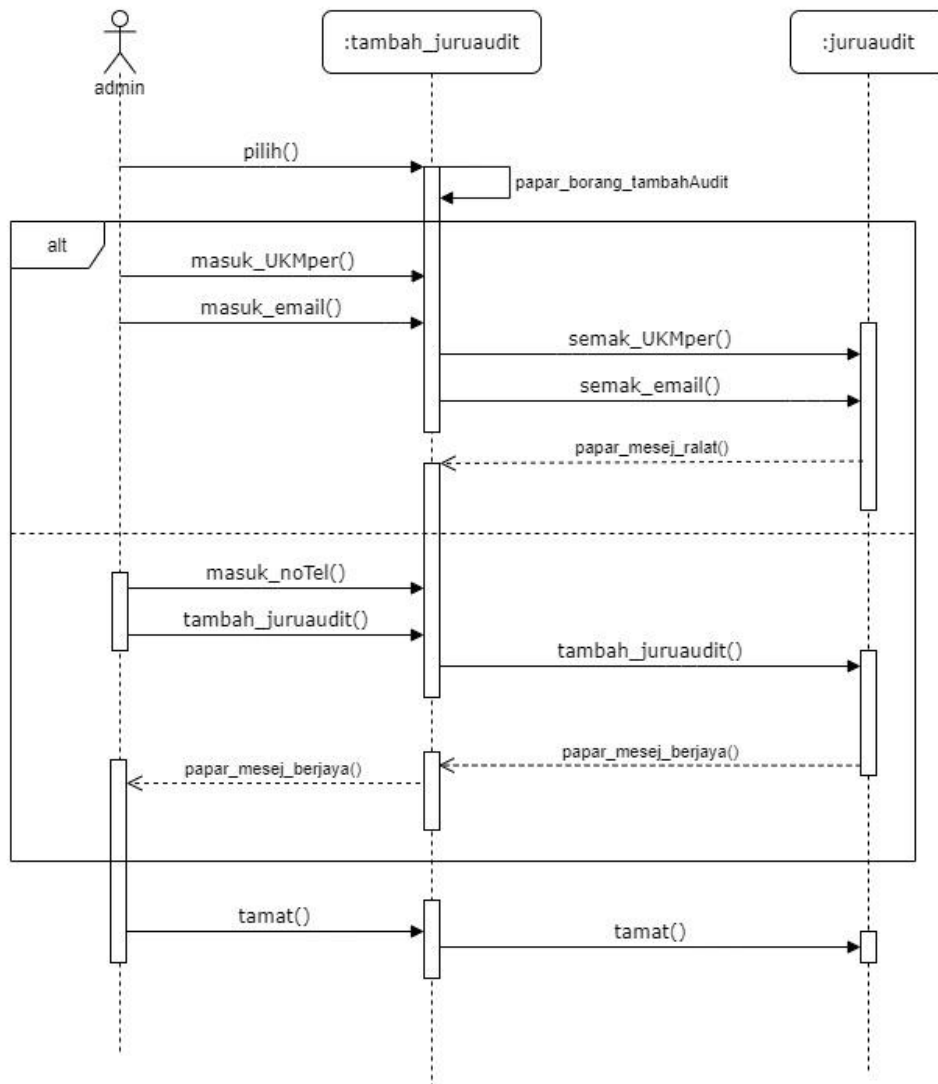 :tambah_juruaudit
:juruaudit
admin
pilih()
papar_borang_tambahAudit
alt
masuk_UKMper()
masuk_email()
semak_UKMper()
semak_email()
papar_mesej_ralat()
masuk_noTel()
tambah_juruaudit()
tambah_juruaudit()
papar_mesej_berjaya()
papar_mesej_berjaya()
tamat()
tamat()